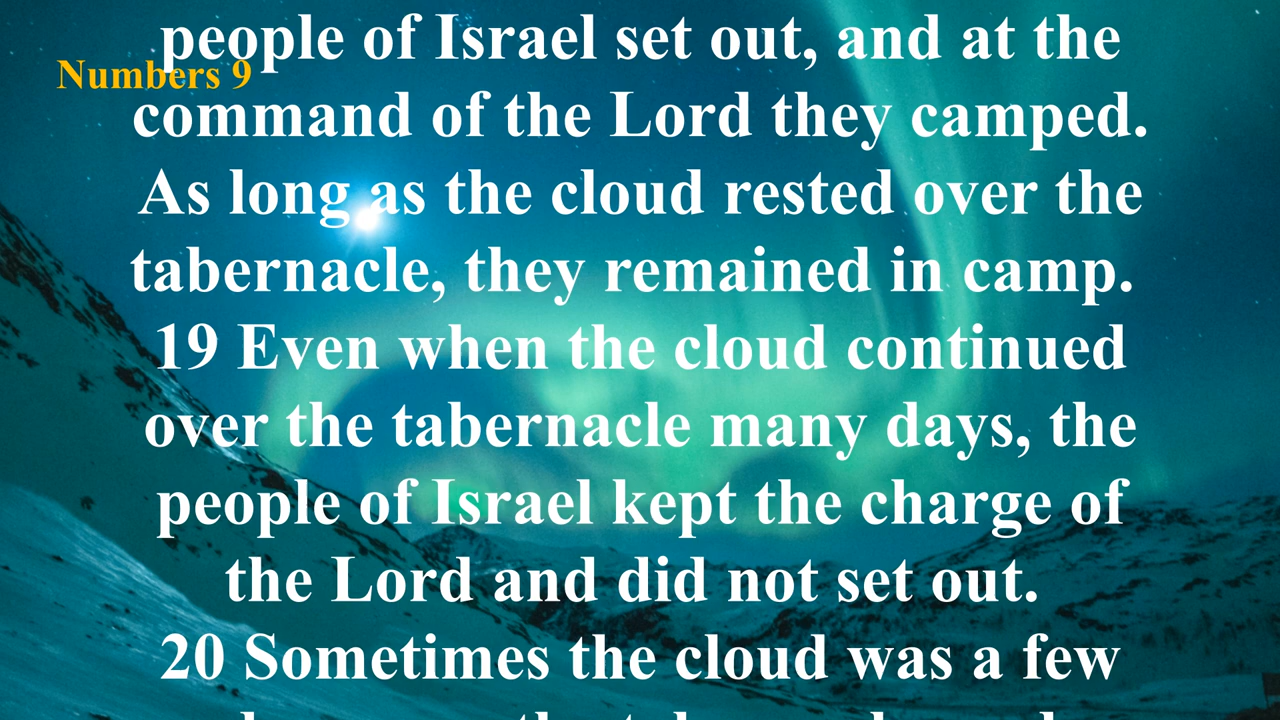 people of Israel set out, and at the
Numbers 9
command of the Lord they camped.
As long as the cloud rested over the
tabernacle, they remained in camp.
19 Even when the cloud continued
over the tabernacle many days, the
people of Israel kept the charge of
the Lord and did not set out.
20 Sometimes the cloud was a few